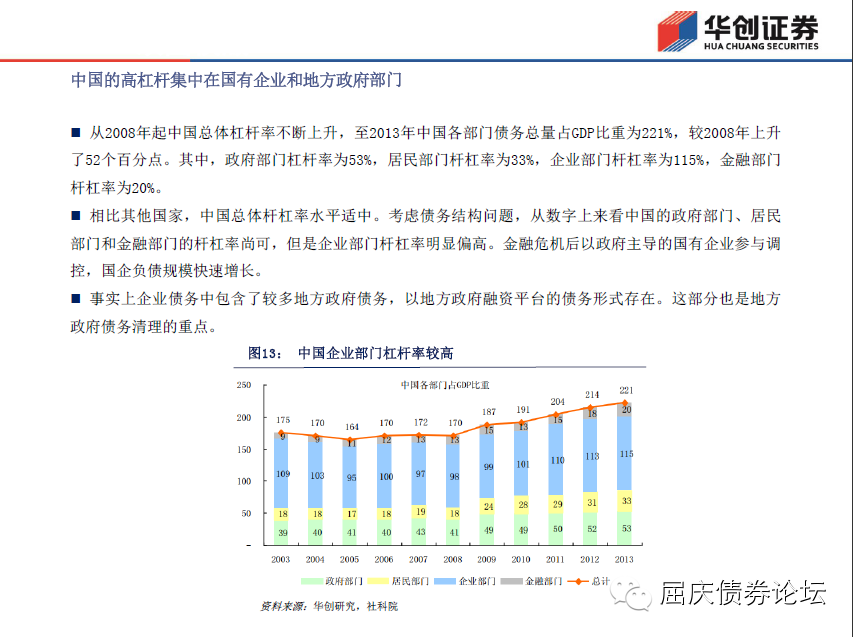 华创证券
HUA CHUANG SECURITIES
中国的高杠杆集中在国有企业和地方政府部门
■ 从2008年起中国总体杠杆率不断上升，至2013年中国各部门债务总量占GDP比重为221%，较2008年上升
了52个百分点。其中，政府部门杠杆率为53%，居民部门杠杆率为33%，企业部门杠杆率为115%，金融部门
杆杠率为20%。
■ 相比其他国家，中国总体杆杠率水平适中。考虑债务结构问题，从数字上来看中国的政府部门、居民
部门和金融部门的杆杠率尚可，但是企业部门杆杠率明显偏高。金融危机后以政府主导的国有企业参与调
控，国企负债规模快速增长。
■ 事实上企业债务中包含了较多地方政府债务，以地方政府融资平台的债务形式存在。这部分也是地方
政府债务清理的重点。
图13： 中国企业部门杠杆率较高
中国各部门占GDP比重
250
200
150
100
50
-
175 170 164 170 172 170 187 191 204 214 221
9 9 11 12 13 13 15 13 15 18 20
109 103 95 100 97 98 99 101 110 113 115
18 18 17 18 19 18 24 28 29 31 33
39 40 41 40 43 41 49 49 50 52 53
2003 2004 2005 2006 2007 2008 2009 2010 2011 2012 2013
政府部门 居民部门 企业部门 金融部门 总计
资料来源：华创研究，社科院
屈庆债券论坛